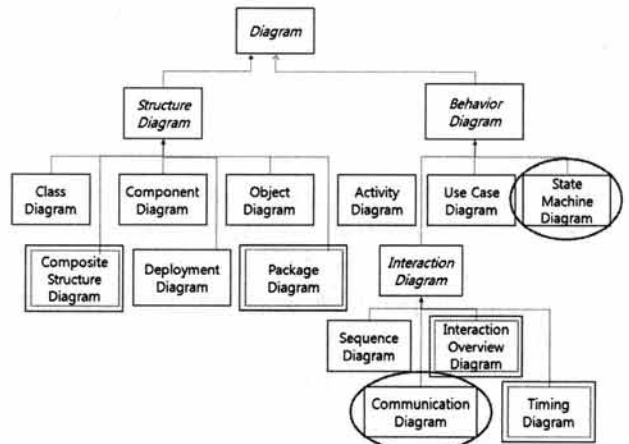 Diagram
Structure
Diagram
Behavior
Diagram
Class
Diagram
Component
Diagram
Object
Diagram
Activity
Diagram
Use Case
Diagram
State
Machine
Diagram
Composite
Structure
Diagram
Deployment
Diagram
Package
Diagram
Interaction
Diagram
Sequence
Diagram
Interaction
Overview
Diagram
Communication
Diagram
Timing
Diagram